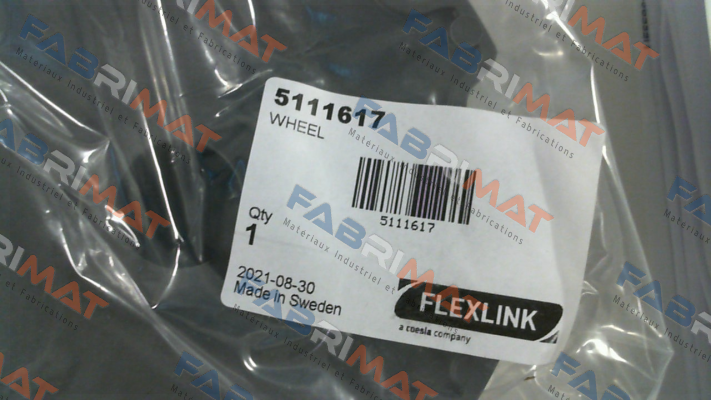 5111617
WHEEL
5111617
Qty
1
2021-08-30
Made in Sweden
FLEXLINK
a coesia company
FABRIMAT
Materiaux Industriel et Fabrications